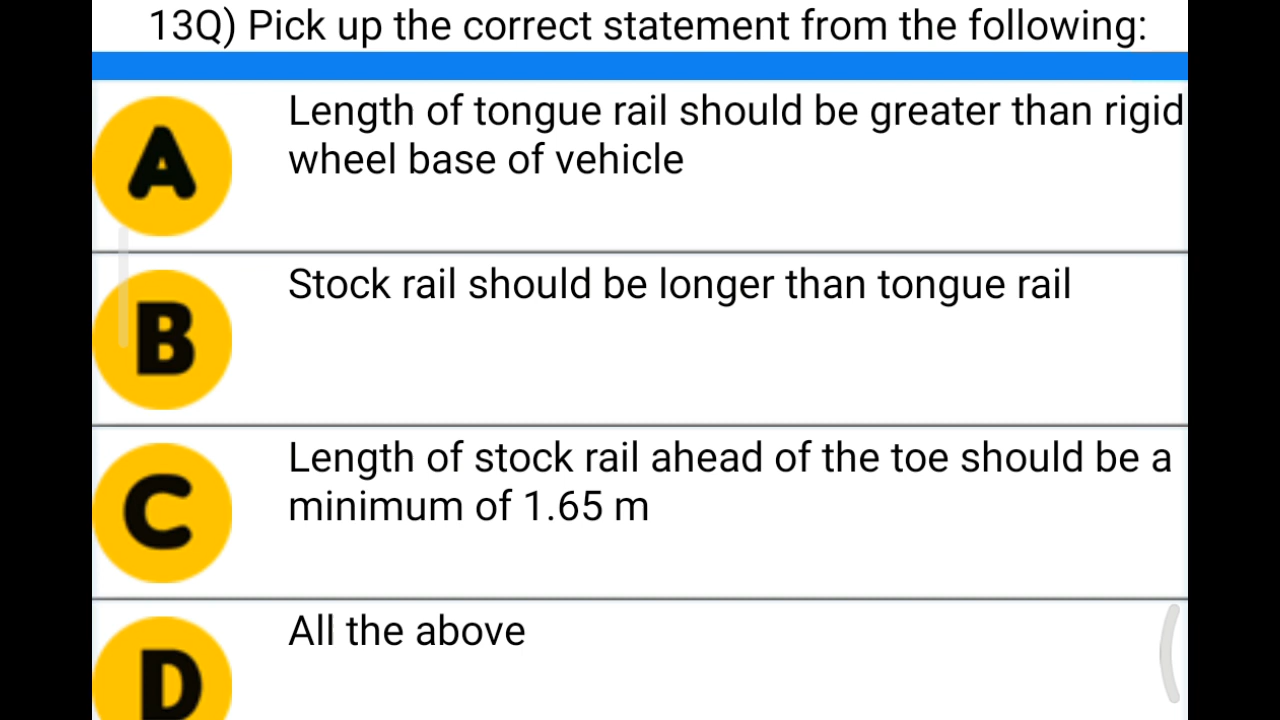 13Q) Pick up the correct statement from the following:
A
Length of tongue rail should be greater than rigid
wheel base of vehicle
B
Stock rail should be longer than tongue rail
C
Length of stock rail ahead of the toe should be a
minimum of 1.65 m
D
All the above